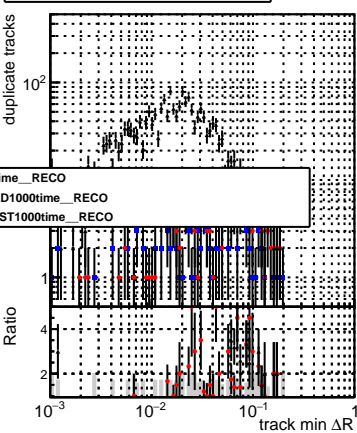 duplicate tracks
10²
ime__RECO
D1000time__RECO
ST1000time__RECO
1
Ratio
4
2
10⁻³ 10⁻² 10⁻¹ 1
track min ΔR